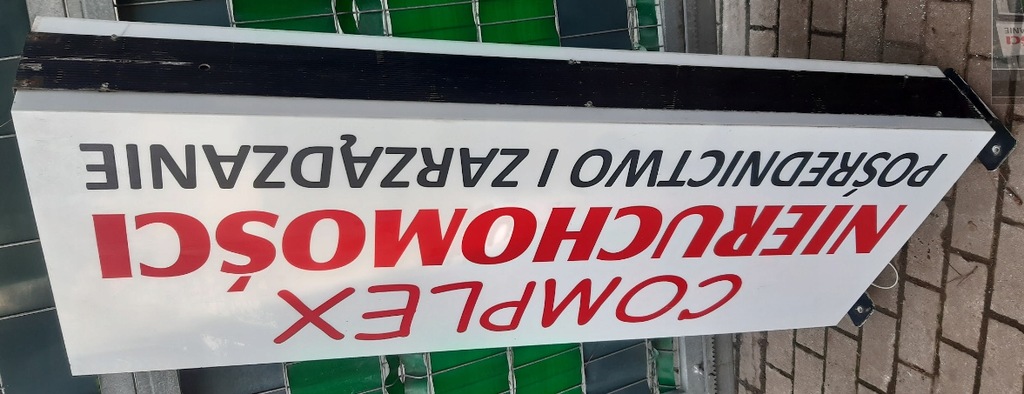 COMPLEX
NIERUCHOMOŚCI
POŚREDNICTWO I ZARZĄDZANIE